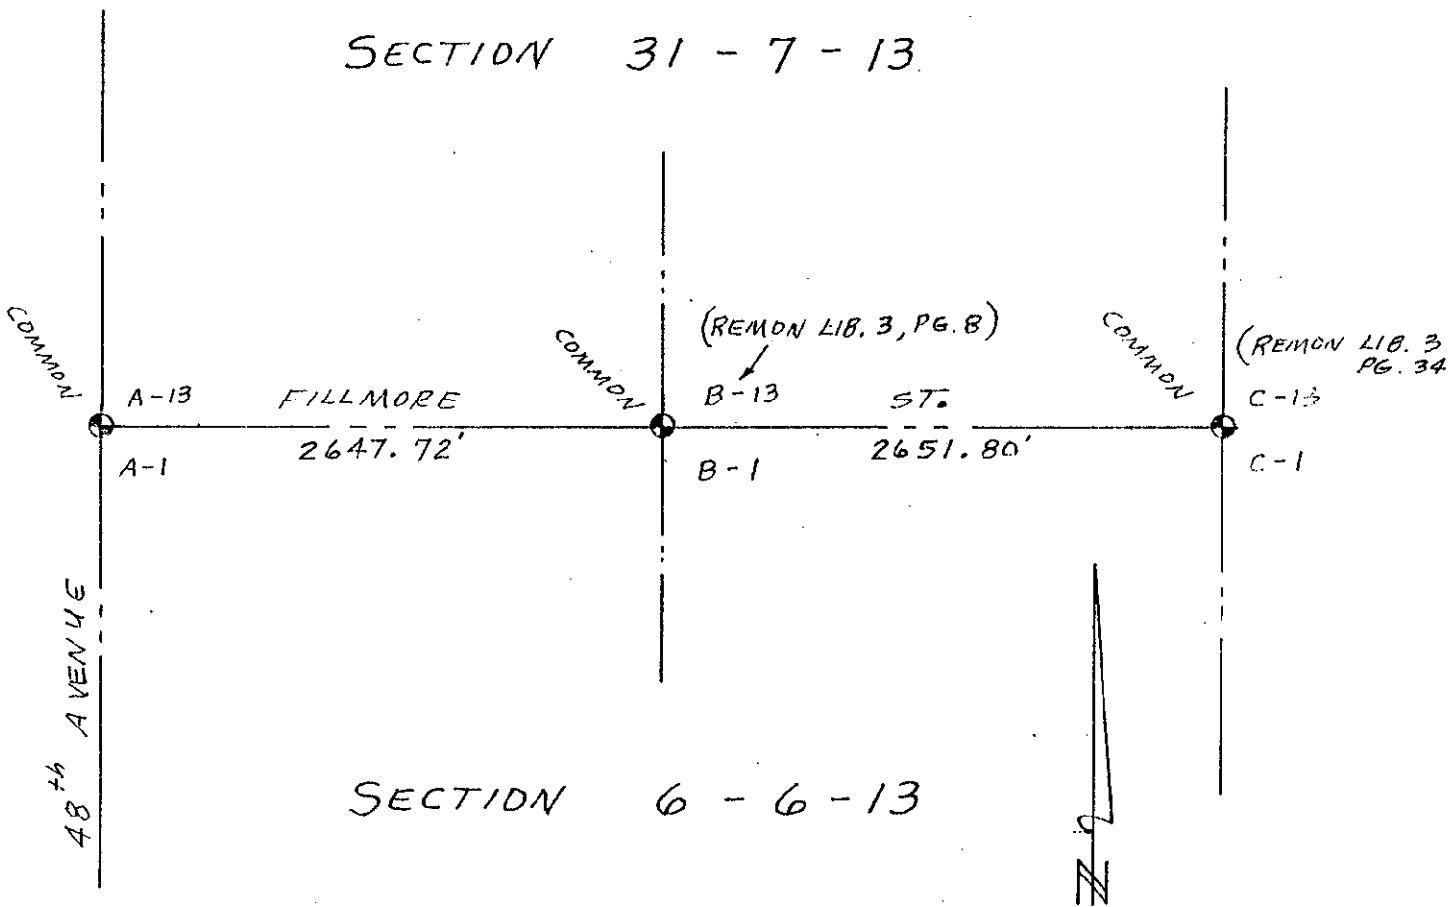 SECTION 31 - 7 - 13
COMMON
COMMON
(REMON LIB. 3, PG. 8)
COMMON
(REMON LIB. 3
PG. 34
A-13
FILLMORE
B-13
ST.
C-13
2647.72'
2651.80'
A-1
B-1
C-1
48th AVENUE
SECTION 6 - 6 - 13
N